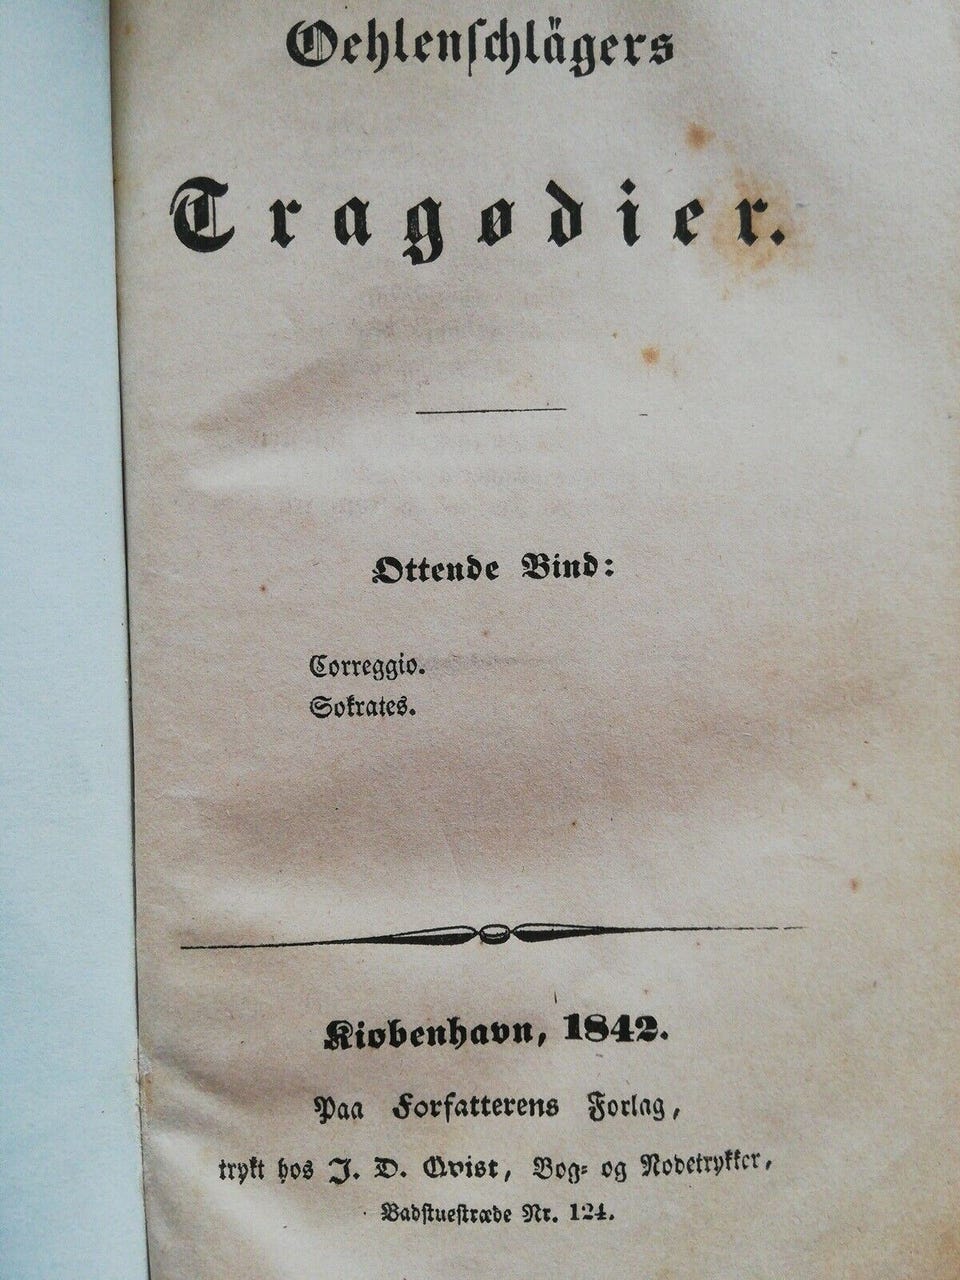 Oehlenschlägers
Tragødier.
Ottende Bind:
Correggio.
Sokrates.
Kiøbenhavn, 1842.
Paa Forfatterens Forlag,
trykt hos J. D. Qvist, Bog- og Nodetrykker,
Badstuestræde Nr. 124.